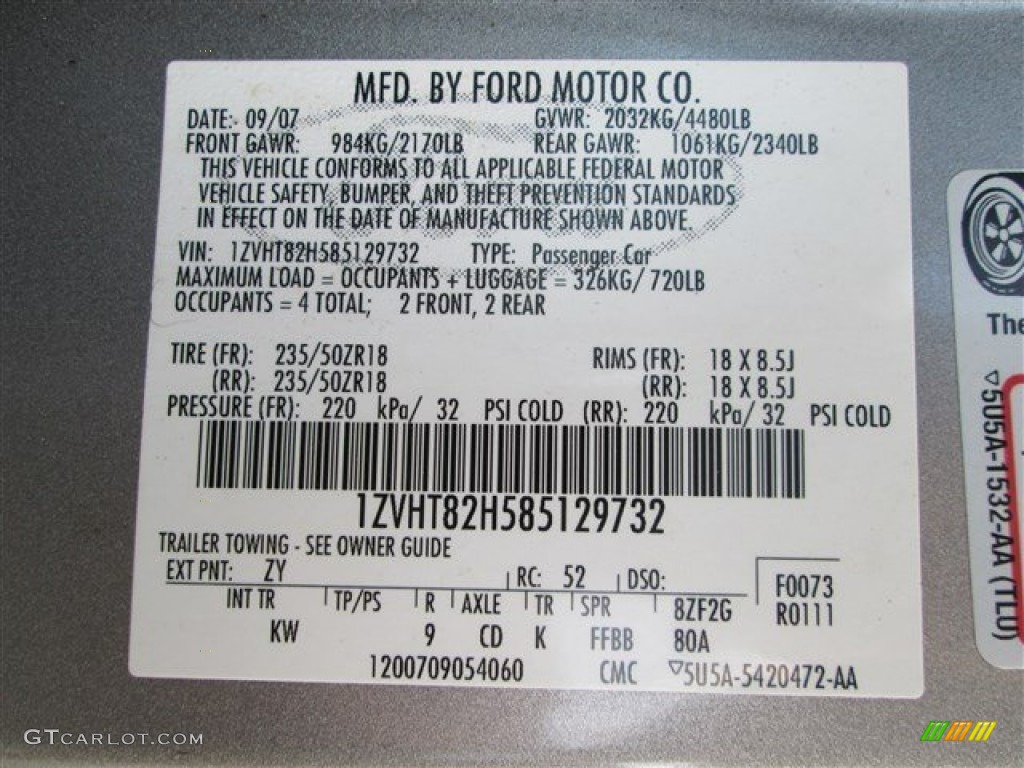 MFD. BY FORD MOTOR CO.
DATE: 09/07 GVWR: 2032KG/4480LB
FRONT GAWR: 984KG/2170LB REAR GAWR: 1061KG/2340LB
THIS VEHICLE CONFORMS TO ALL APPLICABLE FEDERAL MOTOR
VEHICLE SAFETY, BUMPER, AND THEFT PREVENTION STANDARDS
IN EFFECT ON THE DATE OF MANUFACTURE SHOWN ABOVE.
VIN: 1ZVHT82H585129732 TYPE: Passenger Car
MAXIMUM LOAD = OCCUPANTS + LUGGAGE = 326KG/ 720LB
OCCUPANTS = 4 TOTAL; 2 FRONT, 2 REAR
TIRE (FR): 235/50ZR18 RIMS (FR): 18 X 8.5J
(RR): 235/50ZR18 (RR): 18 X 8.5J
PRESSURE (FR): 220 kPa/ 32 PSI COLD (RR): 220 kPa/ 32 PSI COLD
1ZVHT82H585129732
TRAILER TOWING - SEE OWNER GUIDE
EXT PNT: ZY RC: 52 DSO: F0073
INT TR TP/PS R AXLE TR SPR 8ZF2G R0111
KW 9 CD K FFBB 80A
1200709054060 CMC ▽5U5A-5420472-AA
The
▽5U5A-1532-AA (TLU)
GTCARLOT.COM